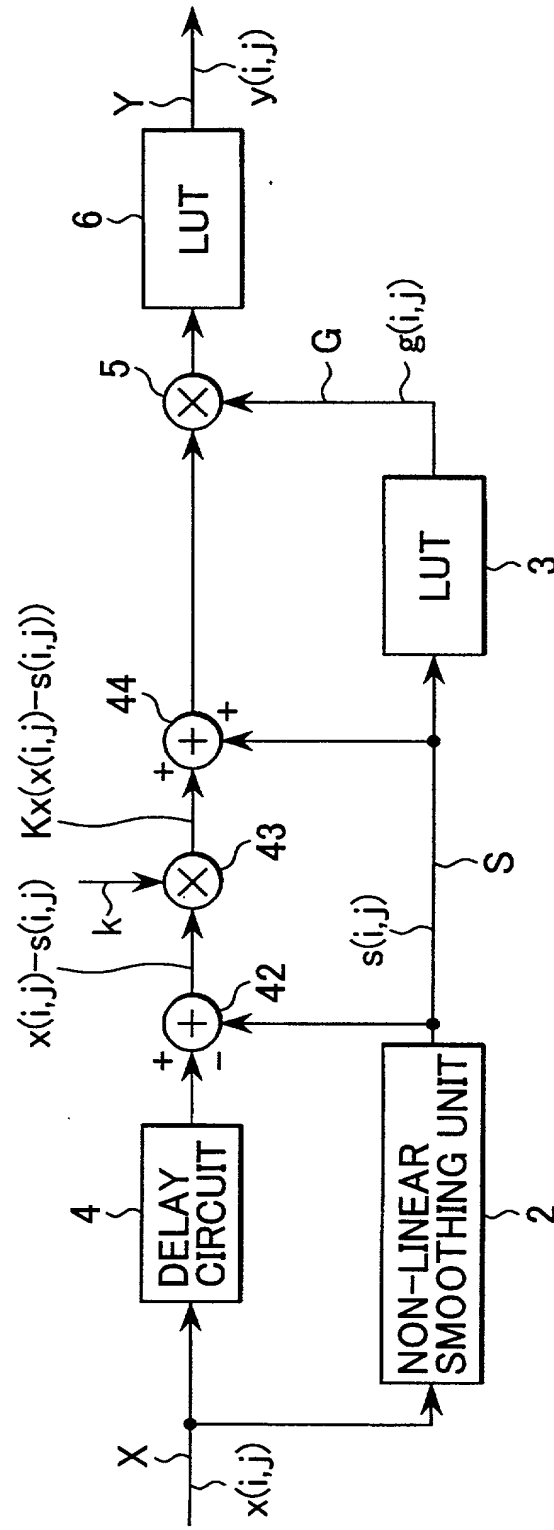 X
x(i,j)
4
DELAY
CIRCUIT
NON-LINEAR
SMOOTHING UNIT
2
x(i,j)-s(i,j)
+
-
+
42
k
×
43
Kx(x(i,j)-s(i,j))
44
+
+
+
s(i,j)
S
LUT
3
5
×
G
g(i,j)
6
LUT
Y
y(i,j)